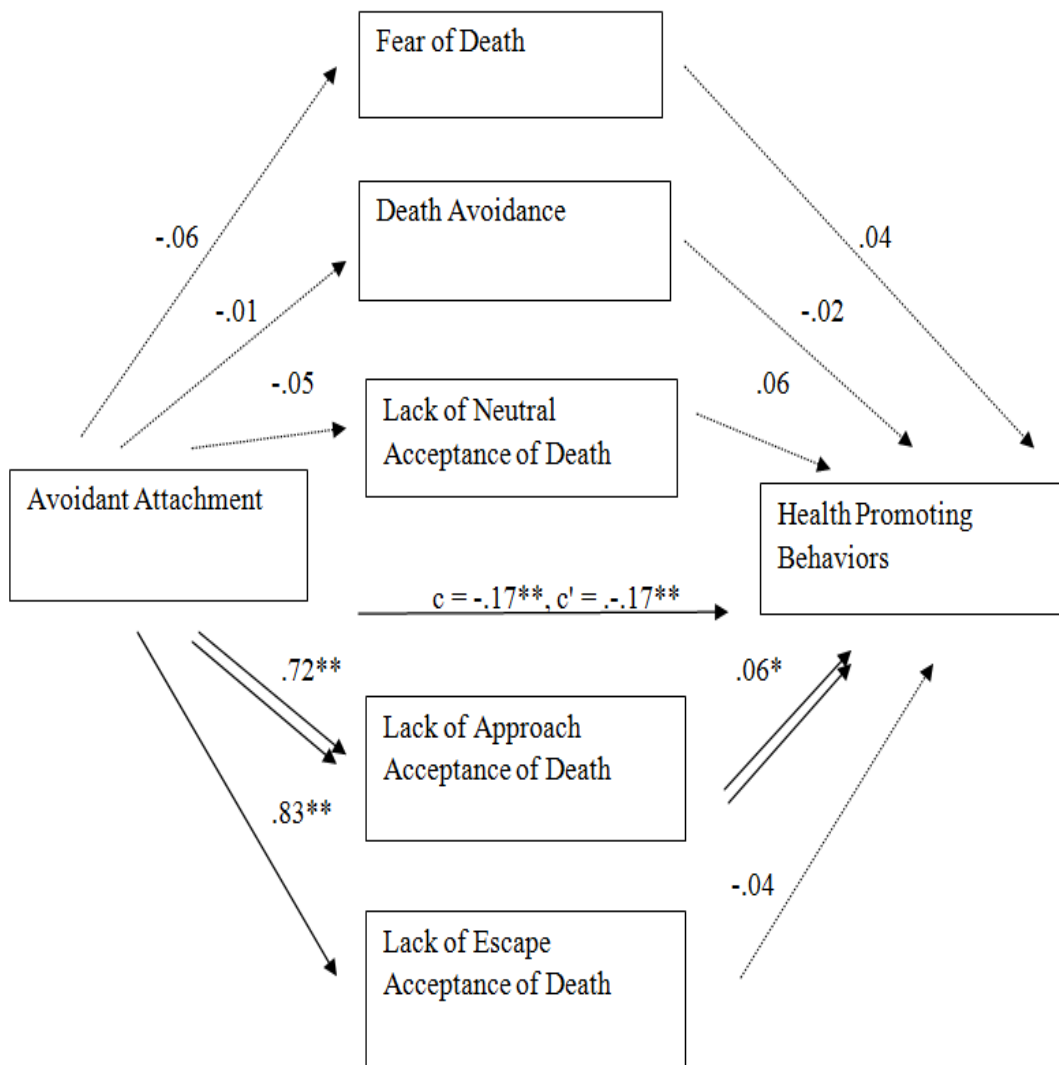 Fear of Death
Death Avoidance
-.06
.04
-.01
-.02
-.05
.06
Lack of Neutral
Acceptance of Death
Avoidant Attachment
Health Promoting
Behaviors
c = -.17**, c' = .-.17**
.72**
.06*
Lack of Approach
Acceptance of Death
.83**
-.04
Lack of Escape
Acceptance of Death